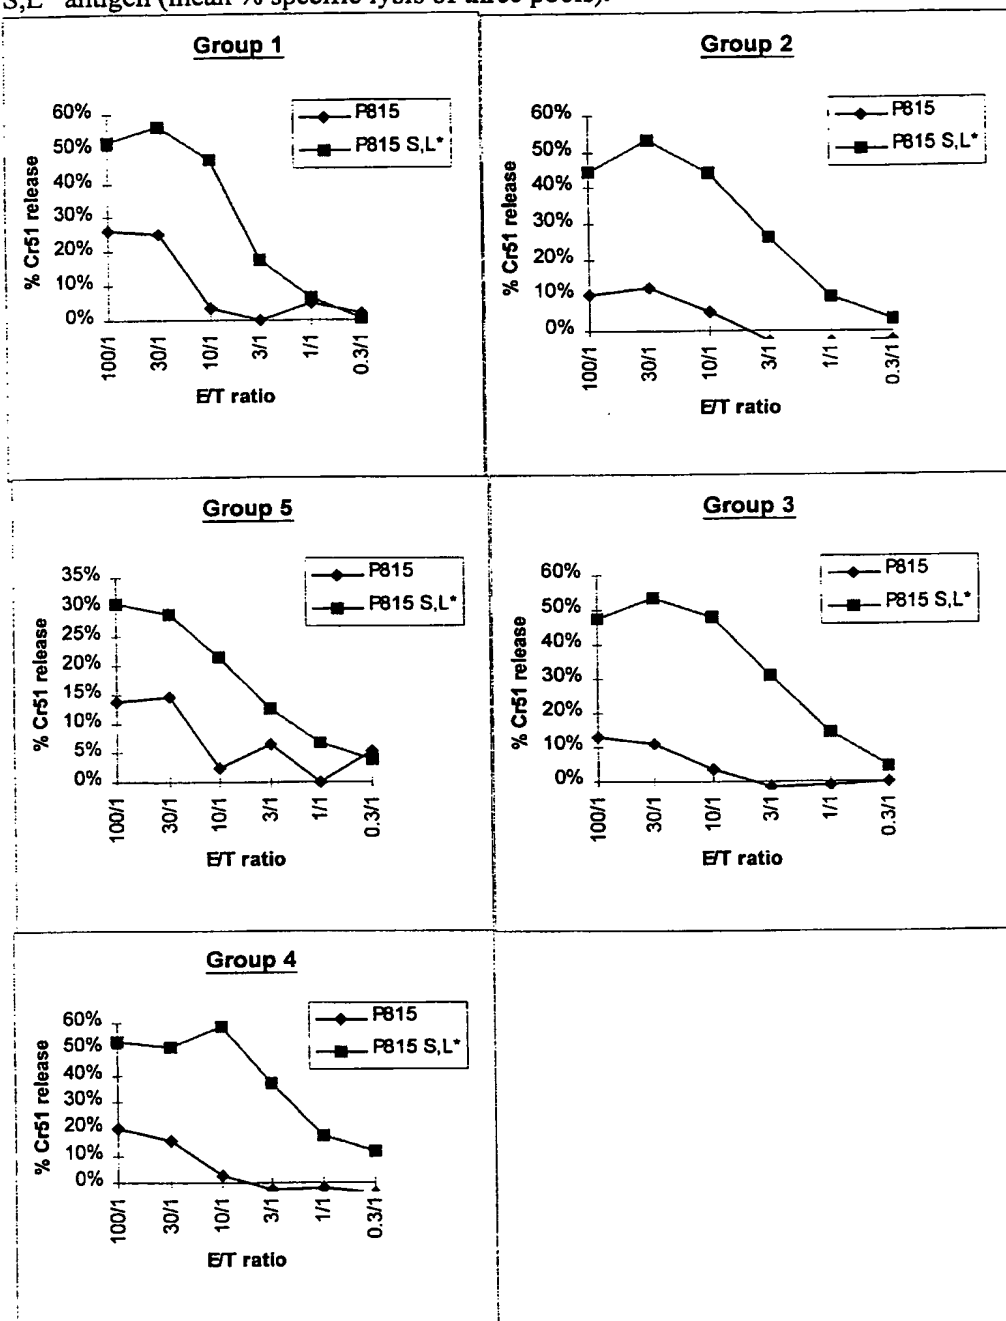 S,L* antigen (mean % specific lysis of three pools).
Group 1
P815
P815 S,L*
60%
50%
40%
30%
20%
10%
0%
% Cr51 release
100/1
30/1
10/1
3/1
1/1
0.3/1
E/T ratio
Group 2
P815
P815 S,L*
60%
50%
40%
30%
20%
10%
0%
% Cr51 release
100/1
30/1
10/1
3/1
1/1
0.3/1
E/T ratio
Group 5
P815
P815 S,L*
35%
30%
25%
20%
15%
10%
5%
0%
% Cr51 release
100/1
30/1
10/1
3/1
1/1
0.3/1
E/T ratio
Group 3
P815
P815 S,L*
60%
50%
40%
30%
20%
10%
0%
% Cr51 release
100/1
30/1
10/1
3/1
1/1
0.3/1
E/T ratio
Group 4
P815
P815 S,L*
60%
50%
40%
30%
20%
10%
0%
% Cr51 release
100/1
30/1
10/1
3/1
1/1
0.3/1
E/T ratio